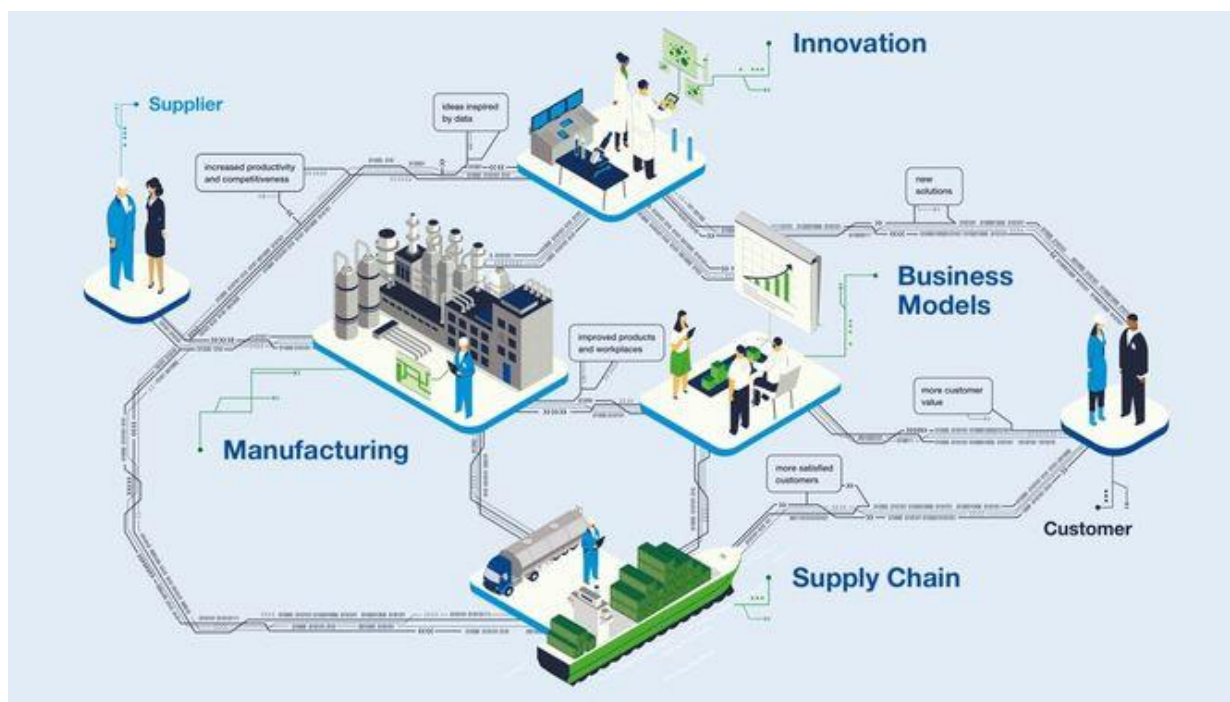 Innovation
Supplier
ideas inspired
by data
increased productivity
and competitiveness
new
solutions
Business
Models
improved products
and workplaces
more customer
value
Manufacturing
more satisfied
customers
Customer
Supply Chain